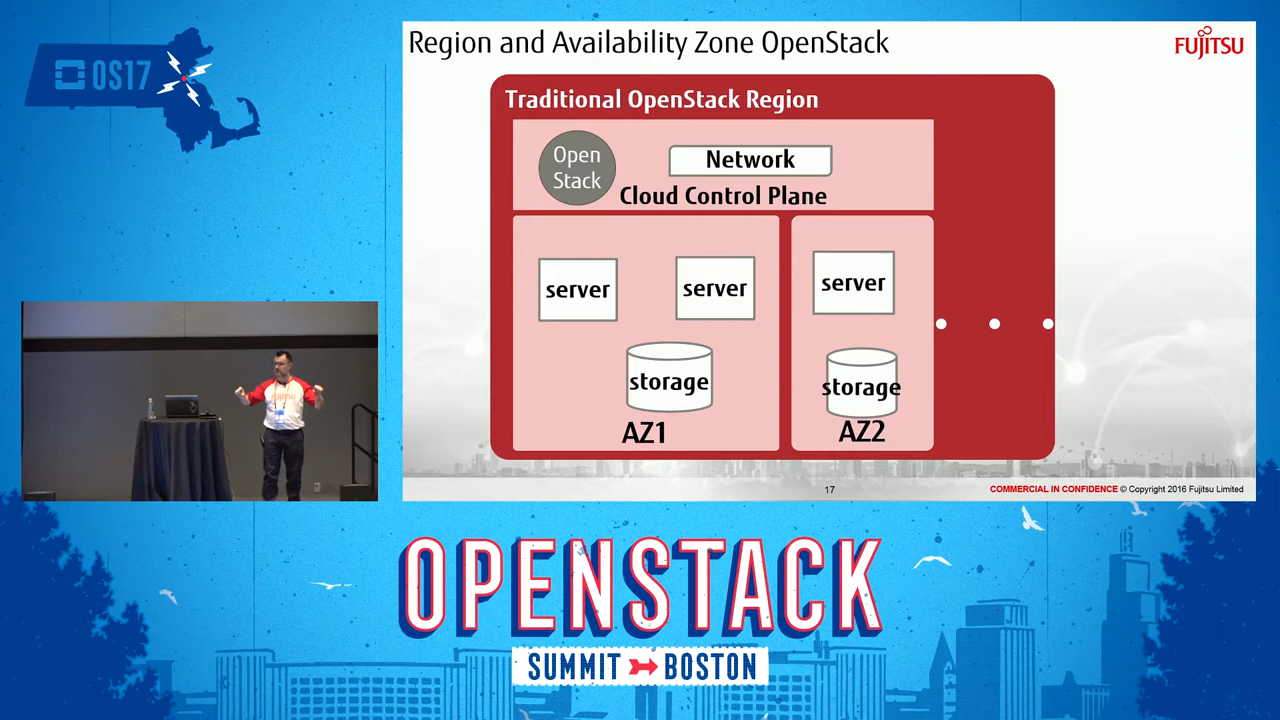 OS17
Region and Availability Zone OpenStack
FUJITSU
Traditional OpenStack Region
Open
Stack
Network
Cloud Control Plane
server
server
server
storage
storage
AZ1
AZ2
17
COMMERCIAL IN CONFIDENCE © Copyright 2016 Fujitsu Limited
FUJITSU
OPENSTACK
SUMMIT BOSTON